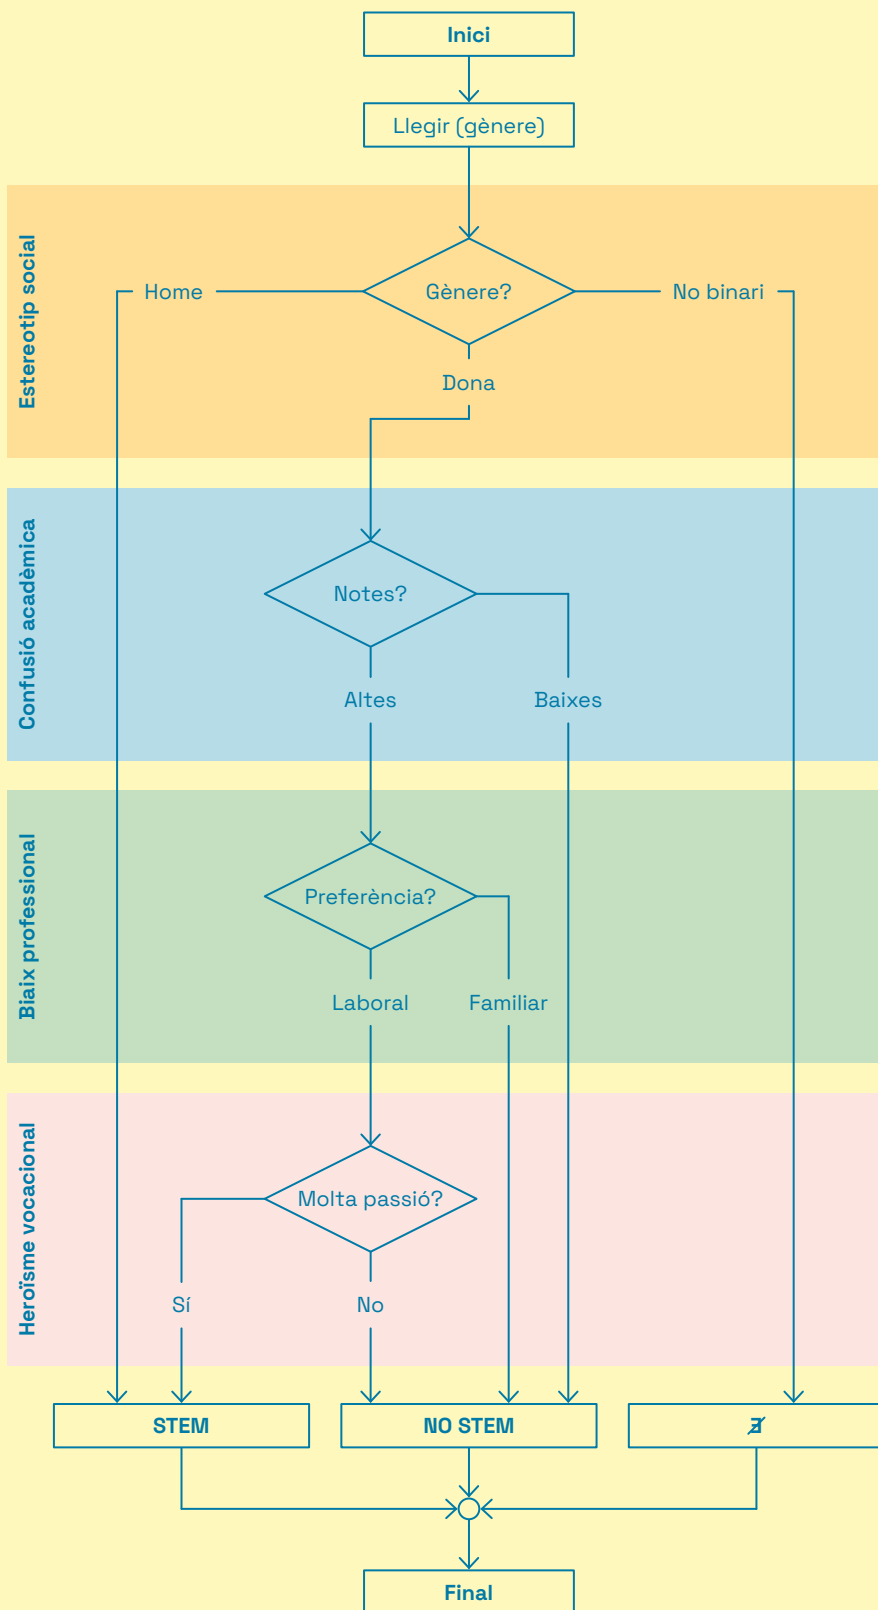 Inici
Llegir (gènere)
Estereotip social
Home
Gènere?
No binari
Dona
Confusió acadèmica
Notes?
Altes
Baixes
Biaix professional
Preferència?
Laboral
Familiar
Heroïsme vocacional
Molta passió?
Sí
No
STEM
NO STEM
∄
Final